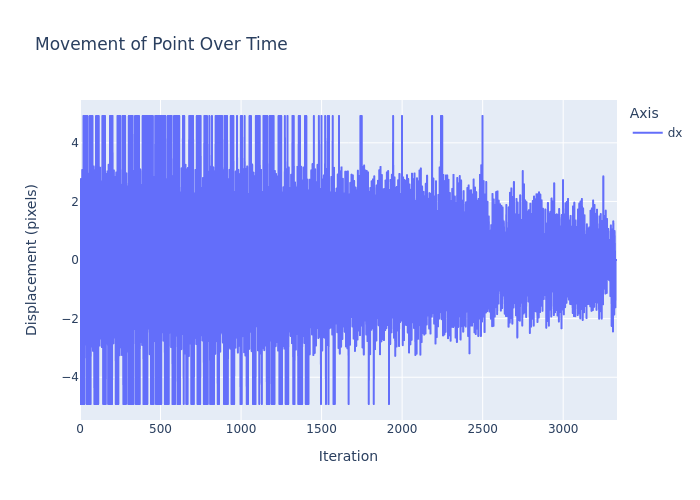 Movement of Point Over Time
Axis
dx
Displacement (pixels)
4
2
0
−2
−4
0
500
1000
1500
2000
2500
3000
Iteration